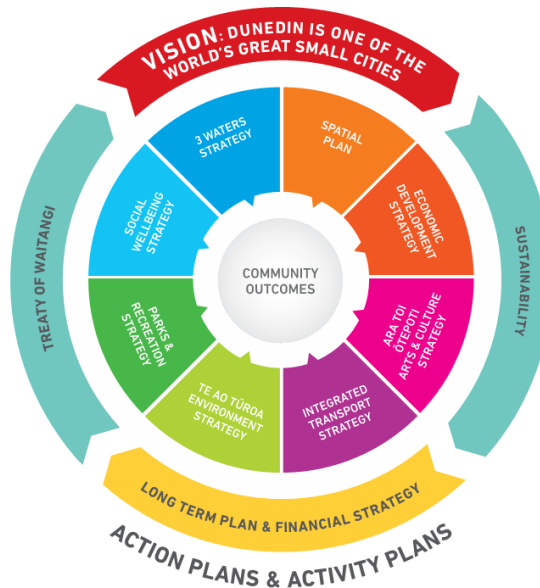 VISION: DUNEDIN IS ONE OF THE
WORLD'S GREAT SMALL CITIES
3 WATERS
STRATEGY
SPATIAL
PLAN
ECONOMIC
DEVELOPMENT
STRATEGY
ARA TOI
ŌTEPOTI
ARTS & CULTURE
STRATEGY
INTEGRATED
TRANSPORT
STRATEGY
TE AO TŪROA
ENVIRONMENT
STRATEGY
PARKS &
RECREATION
STRATEGY
SOCIAL
WELLBEING
STRATEGY
COMMUNITY
OUTCOMES
TREATY OF WAITANGI
SUSTAINABILITY
LONG TERM PLAN & FINANCIAL STRATEGY
ACTION PLANS & ACTIVITY PLANS